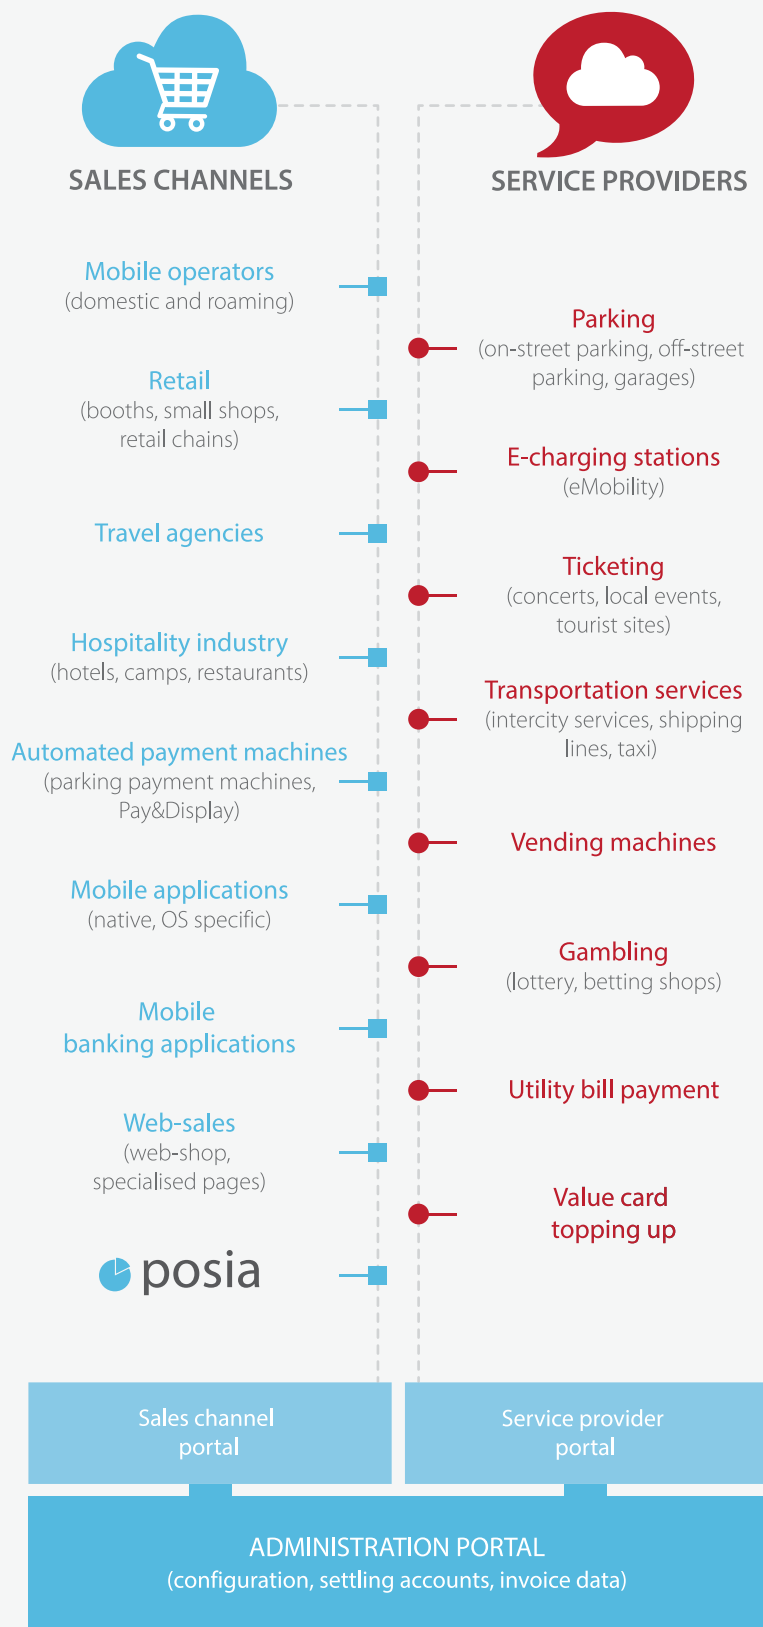 SALES CHANNELS
Mobile operators
(domestic and roaming)
Retail
(booths, small shops,
retail chains)
Travel agencies
Hospitality industry
(hotels, camps, restaurants)
Automated payment machines
(parking payment machines,
Pay&Display)
Mobile applications
(native, OS specific)
Mobile
banking applications
Web-sales
(web-shop,
specialised pages)
posia
SERVICE PROVIDERS
Parking
(on-street parking, off-street
parking, garages)
E-charging stations
(eMobility)
Ticketing
(concerts, local events,
tourist sites)
Transportation services
(intercity services, shipping
lines, taxi)
Vending machines
Gambling
(lottery, betting shops)
Utility bill payment
Value card
topping up
Sales channel
portal
Service provider
portal
ADMINISTRATION PORTAL
(configuration, settling accounts, invoice data)